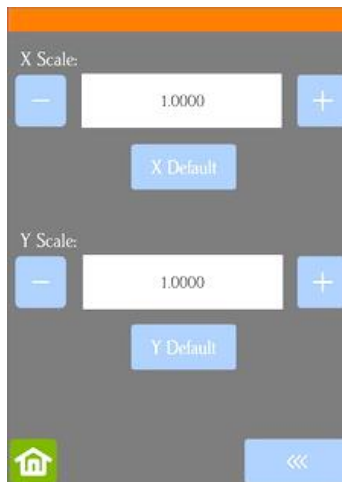 X Scale:
− 1.0000 +
X Default
Y Scale:
− 1.0000 +
Y Default
<<<